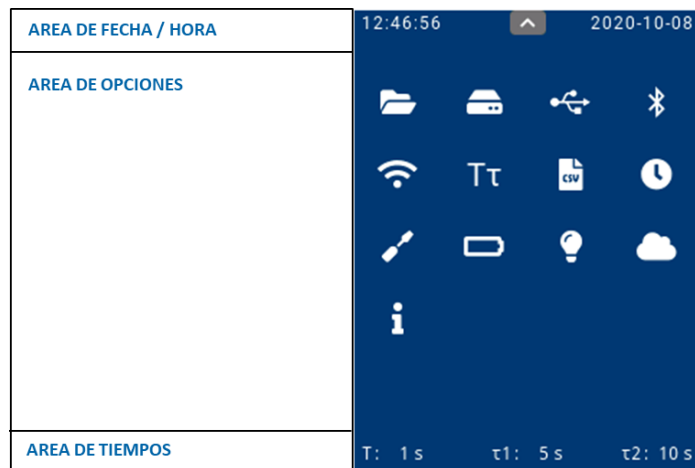 AREA DE FECHA / HORA
12:46:56 2020-10-08
AREA DE OPCIONES
Tτ
CSV
AREA DE TIEMPOS
T: 1 s τ1: 5 s τ2: 10 s